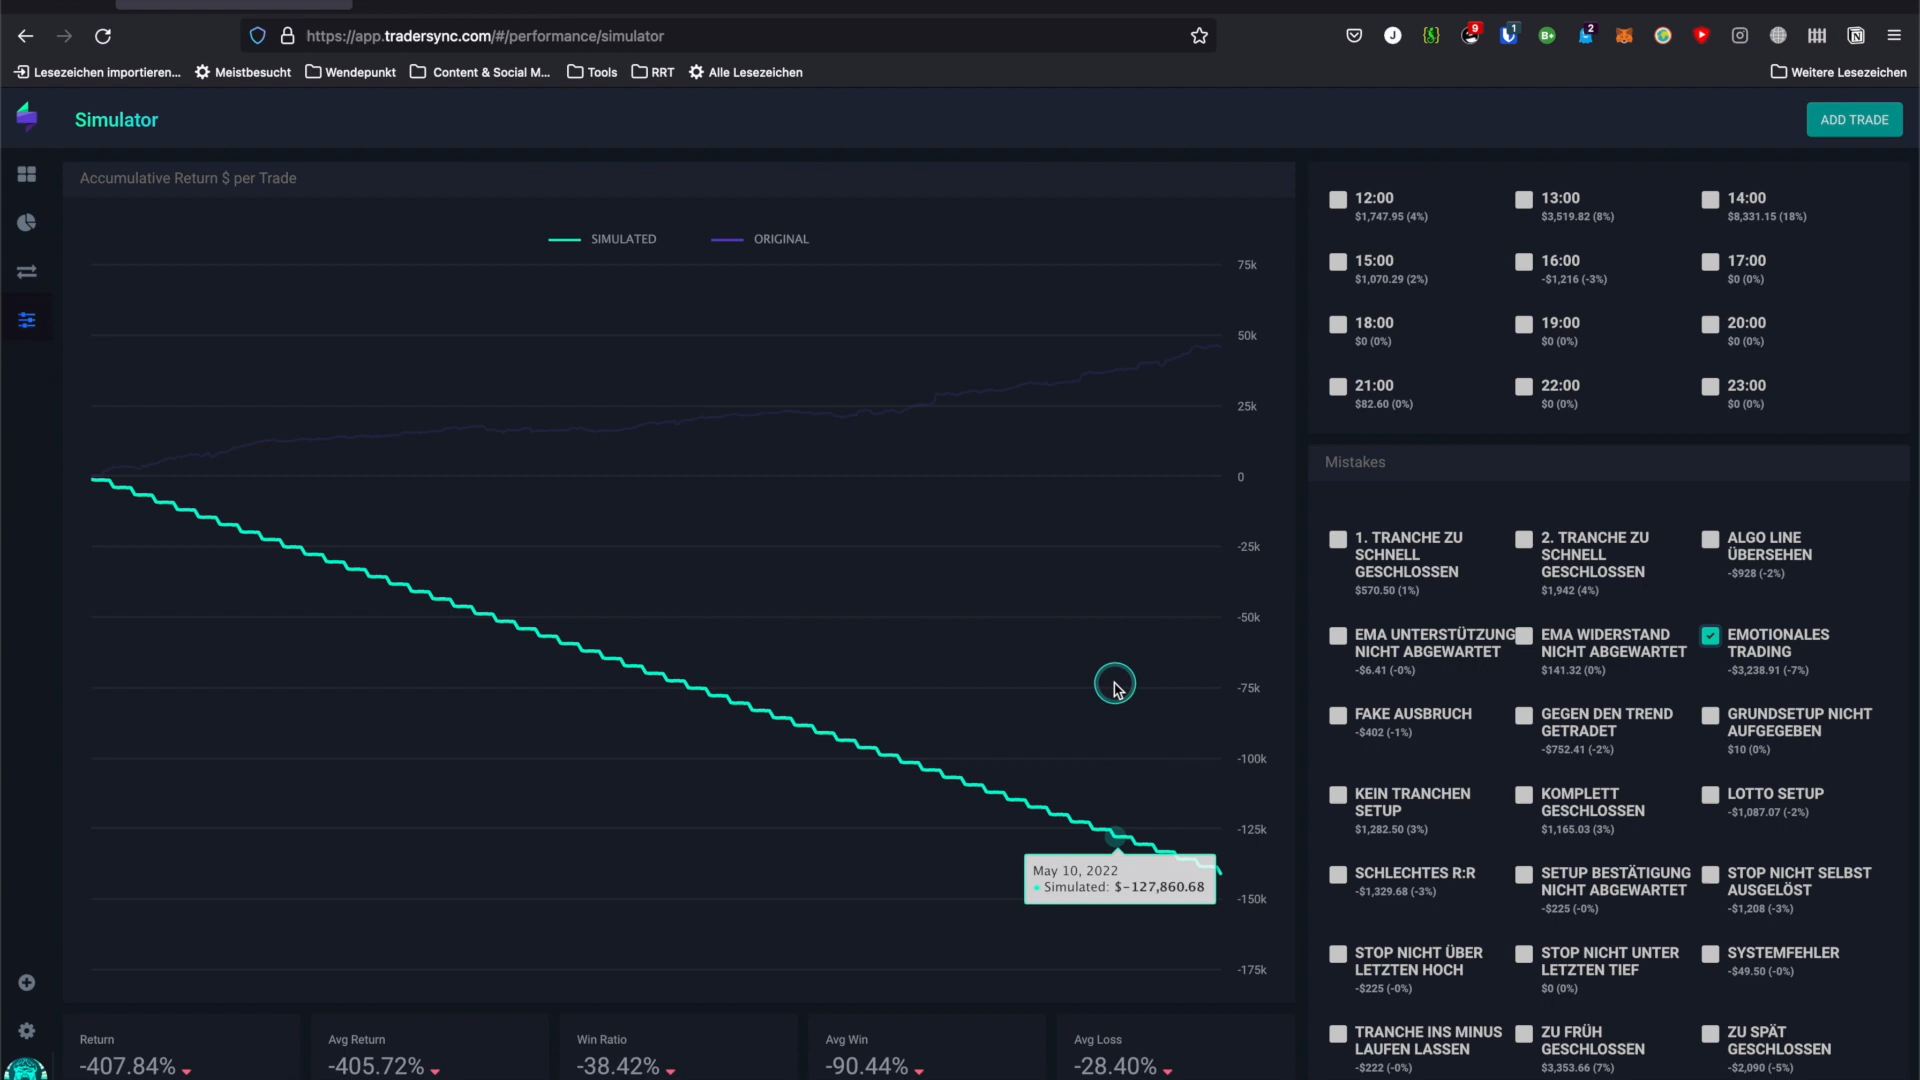 https://app.tradersync.com/#/performance/simulator
J
9
1
B+
2
Lesezeichen importieren...
Meistbesucht
Wendepunkt
Content & Social M...
Tools
RRT
Alle Lesezeichen
Weitere Lesezeichen
Simulator
ADD TRADE
Accumulative Return $ per Trade
SIMULATED
ORIGINAL
75k
50k
25k
0
-25k
-50k
-75k
-100k
-125k
-150k
-175k
May 10, 2022
Simulated: $-127,860.68
Return
-407.84%
Avg Return
-405.72%
Win Ratio
-38.42%
Avg Win
-90.44%
Avg Loss
-28.40%
12:00
$1,747.95 (4%)
13:00
$3,519.82 (8%)
14:00
$8,331.15 (18%)
15:00
$1,070.29 (2%)
16:00
-$1,216 (-3%)
17:00
$0 (0%)
18:00
$0 (0%)
19:00
$0 (0%)
20:00
$0 (0%)
21:00
$82.60 (0%)
22:00
$0 (0%)
23:00
$0 (0%)
Mistakes
1. TRANCHE ZU
SCHNELL
GESCHLOSSEN
$570.50 (1%)
2. TRANCHE ZU
SCHNELL
GESCHLOSSEN
$1,942 (4%)
ALGO LINE
ÜBERSEHEN
-$928 (-2%)
EMA UNTERSTÜTZUNG
NICHT ABGEWARTET
-$6.41 (-0%)
EMA WIDERSTAND
NICHT ABGEWARTET
$141.32 (0%)
EMOTIONALES
TRADING
-$3,238.91 (-7%)
FAKE AUSBRUCH
-$402 (-1%)
GEGEN DEN TREND
GETRADET
-$752.41 (-2%)
GRUNDSETUP NICHT
AUFGEGEBEN
$10 (0%)
KEIN TRANCHEN
SETUP
$1,282.50 (3%)
KOMPLETT
GESCHLOSSEN
$1,165.03 (3%)
LOTTO SETUP
-$1,087.07 (-2%)
SCHLECHTES R:R
-$1,329.68 (-3%)
SETUP BESTÄTIGUNG
NICHT ABGEWARTET
-$225 (-0%)
STOP NICHT SELBST
AUSGELÖST
-$1,208 (-3%)
STOP NICHT ÜBER
LETZTEN HOCH
-$225 (-0%)
STOP NICHT UNTER
LETZTEN TIEF
$0 (0%)
SYSTEMFEHLER
-$49.50 (-0%)
TRANCHE INS MINUS
LAUFEN LASSEN
-$222 (-0%)
ZU FRÜH
GESCHLOSSEN
$3,353.66 (7%)
ZU SPÄT
GESCHLOSSEN
-$2,090 (-5%)